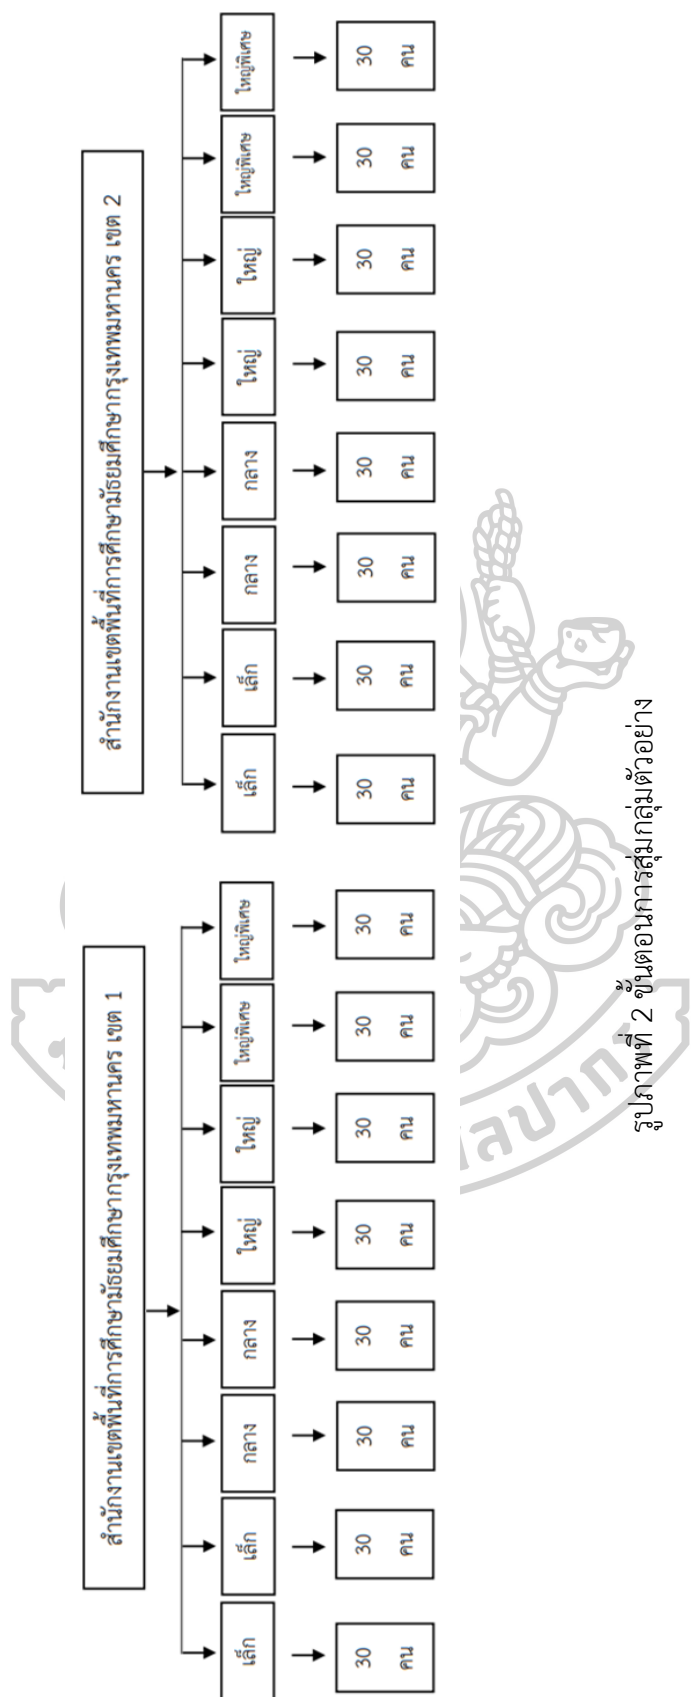 สำนักงานเขตพื้นที่การศึกษามัธยมศึกษากรุงเทพมหานคร เขต 1
เล็ก
เล็ก
กลาง
กลาง
ใหญ่
ใหญ่
ใหญ่พิเศษ
ใหญ่พิเศษ
30
คน
30
คน
30
คน
30
คน
30
คน
30
คน
30
คน
30
คน
สำนักงานเขตพื้นที่การศึกษามัธยมศึกษากรุงเทพมหานคร เขต 2
เล็ก
เล็ก
กลาง
กลาง
ใหญ่
ใหญ่
ใหญ่พิเศษ
ใหญ่พิเศษ
30
คน
30
คน
30
คน
30
คน
30
คน
30
คน
30
คน
30
คน
รูปภาพที่ 2 ขั้นตอนการสุ่มกลุ่มตัวอย่าง